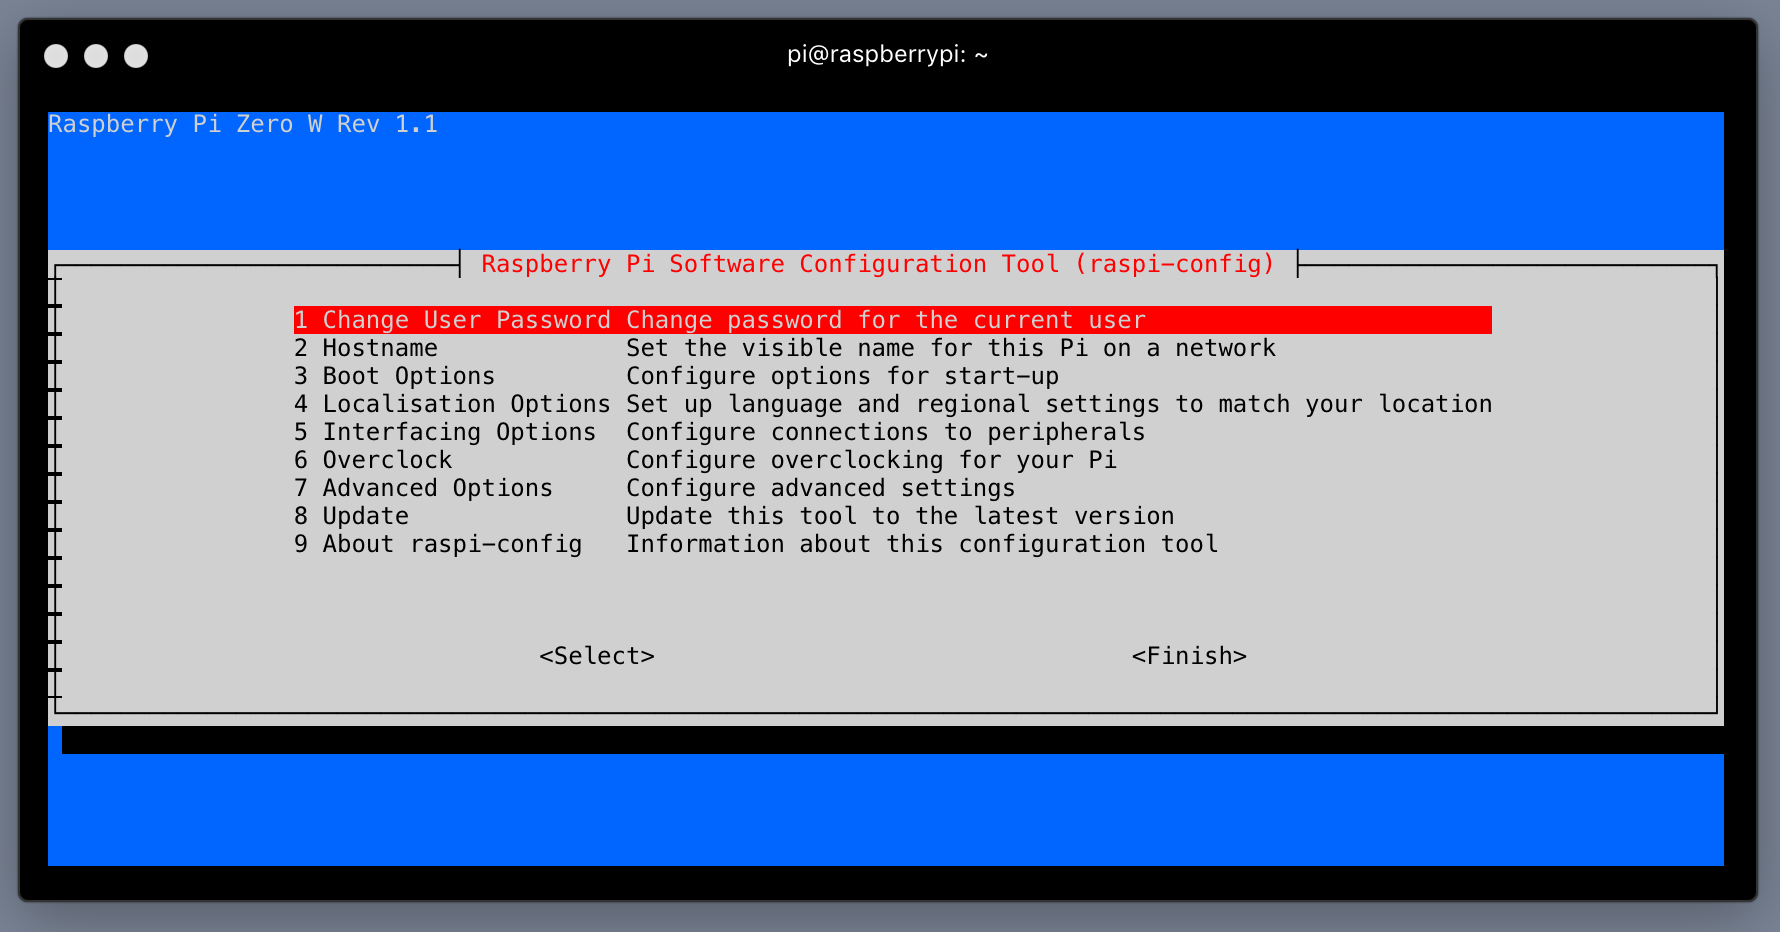 pi@raspberrypi: ~
Raspberry Pi Zero W Rev 1.1
Raspberry Pi Software Configuration Tool (raspi-config)
1 Change User Password Change password for the current user
2 Hostname             Set the visible name for this Pi on a network
3 Boot Options         Configure options for start-up
4 Localisation Options Set up language and regional settings to match your location
5 Interfacing Options  Configure connections to peripherals
6 Overclock            Configure overclocking for your Pi
7 Advanced Options     Configure advanced settings
8 Update               Update this tool to the latest version
9 About raspi-config   Information about this configuration tool
<Select>                                 <Finish>